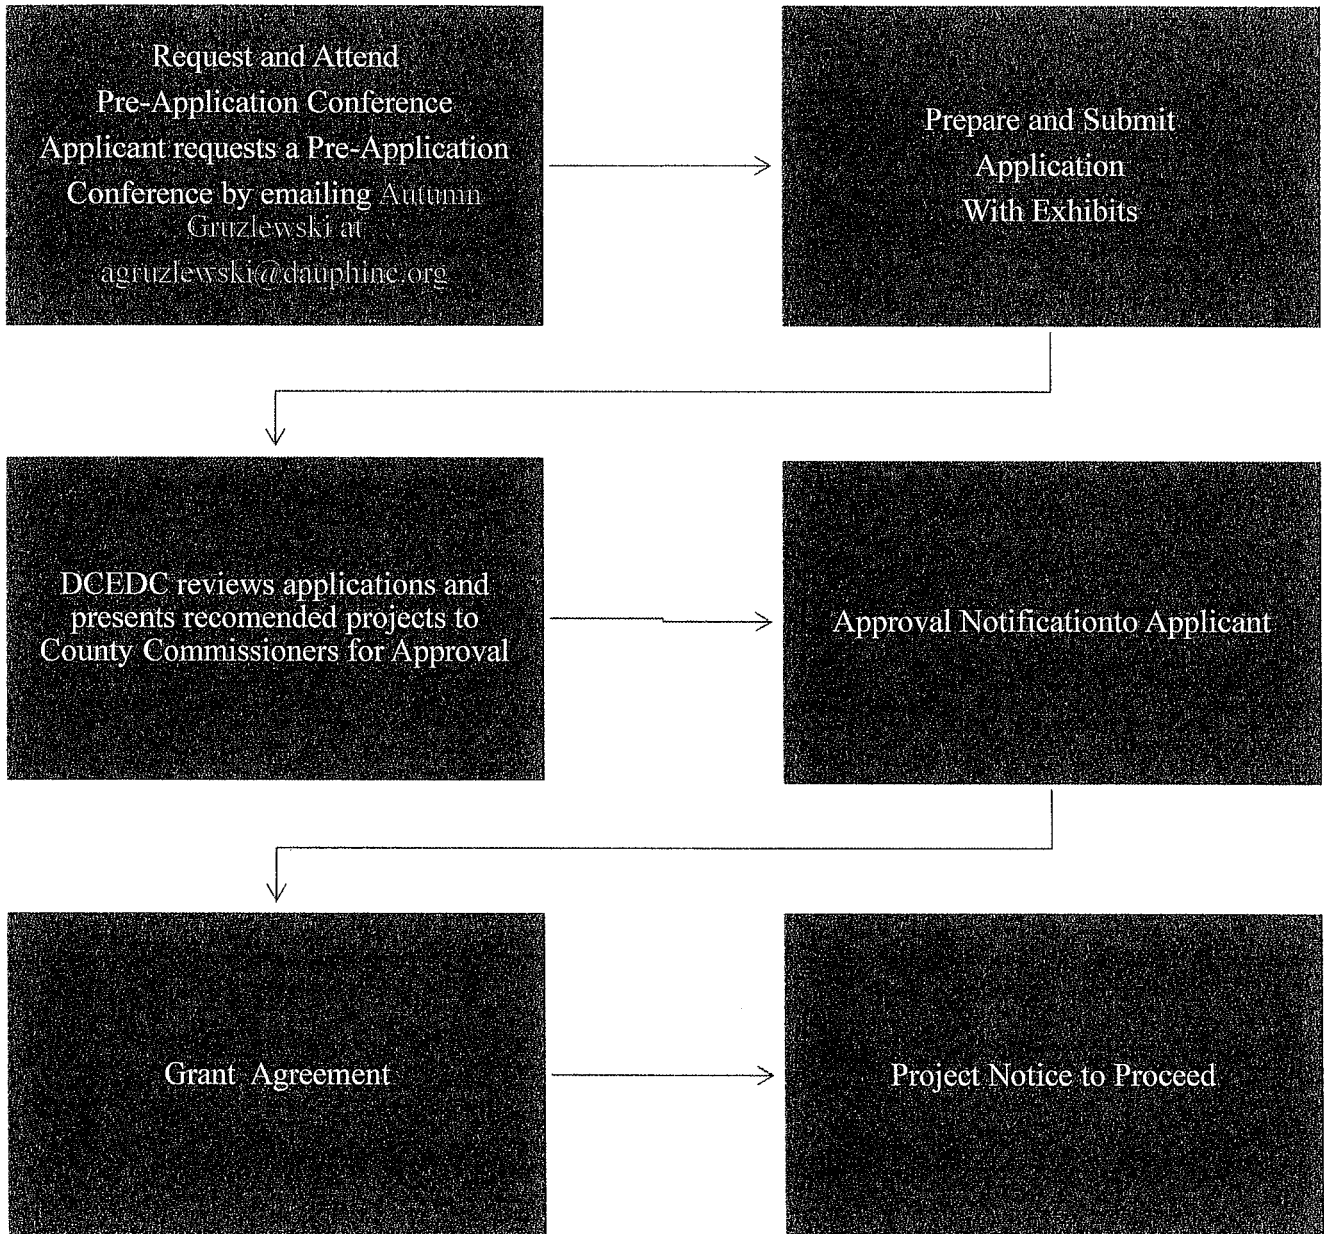 Request and Attend
Pre-Application Conference
Applicant requests a Pre-Application
Conference by emailing Autumn
Gruzlewski at
agruzlewski@dauphinc.org
Prepare and Submit
Application
With Exhibits
DCEDC reviews applications and
presents recomended projects to
County Commissioners for Approval
Approval Notificationto Applicant
Grant Agreement
Project Notice to Proceed